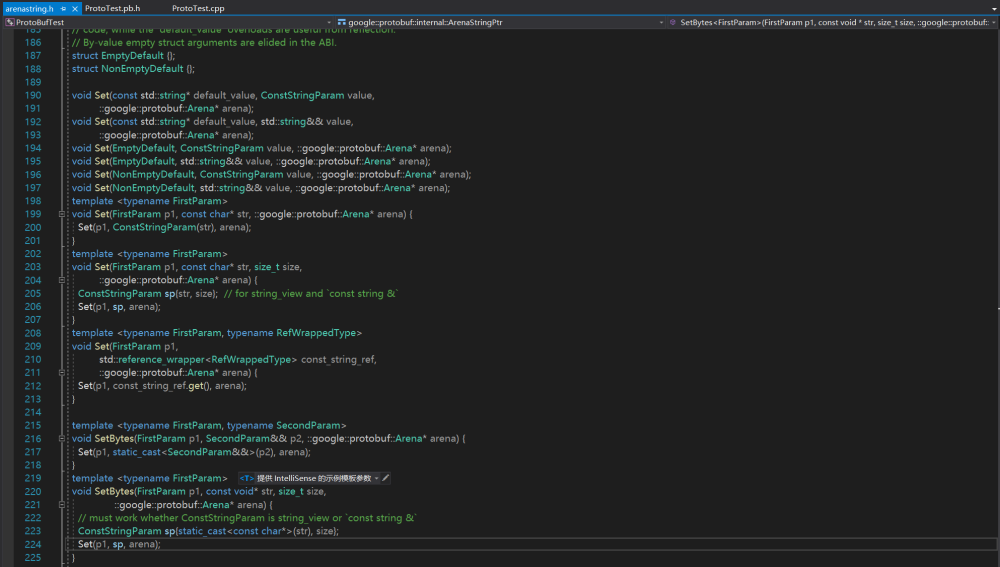 arenastring.h ProtoTest.pb.h ProtoTest.cpp
ProtoBufTest google::protobuf::internal::ArenaStringPtr SetBytes<FirstParam>(FirstParam p1, const void * str, size_t size, ::google::protobuf::
185 // code, while the default_value overloads are useful from reflection.
186 // By-value empty struct arguments are elided in the ABI.
187 struct EmptyDefault {};
188 struct NonEmptyDefault {};
189
190 void Set(const std::string* default_value, ConstStringParam value,
191 ::google::protobuf::Arena* arena);
192 void Set(const std::string* default_value, std::string&& value,
193 ::google::protobuf::Arena* arena);
194 void Set(EmptyDefault, ConstStringParam value, ::google::protobuf::Arena* arena);
195 void Set(EmptyDefault, std::string&& value, ::google::protobuf::Arena* arena);
196 void Set(NonEmptyDefault, ConstStringParam value, ::google::protobuf::Arena* arena);
197 void Set(NonEmptyDefault, std::string&& value, ::google::protobuf::Arena* arena);
198 template <typename FirstParam>
199 void Set(FirstParam p1, const char* str, ::google::protobuf::Arena* arena) {
200 Set(p1, ConstStringParam(str), arena);
201 }
202 template <typename FirstParam>
203 void Set(FirstParam p1, const char* str, size_t size,
204 ::google::protobuf::Arena* arena) {
205 ConstStringParam sp(str, size); // for string_view and `const string &`
206 Set(p1, sp, arena);
207 }
208 template <typename FirstParam, typename RefWrappedType>
209 void Set(FirstParam p1,
210 std::reference_wrapper<RefWrappedType> const_string_ref,
211 ::google::protobuf::Arena* arena) {
212 Set(p1, const_string_ref.get(), arena);
213 }
214
215 template <typename FirstParam, typename SecondParam>
216 void SetBytes(FirstParam p1, SecondParam&& p2, ::google::protobuf::Arena* arena) {
217 Set(p1, static_cast<SecondParam&&>(p2), arena);
218 }
219 template <typename FirstParam> <T> 提供 IntelliSense 的示例模板参数
220 void SetBytes(FirstParam p1, const void* str, size_t size,
221 ::google::protobuf::Arena* arena) {
222 // must work whether ConstStringParam is string_view or `const string &`
223 ConstStringParam sp(static_cast<const char*>(str), size);
224 Set(p1, sp, arena);
225 }